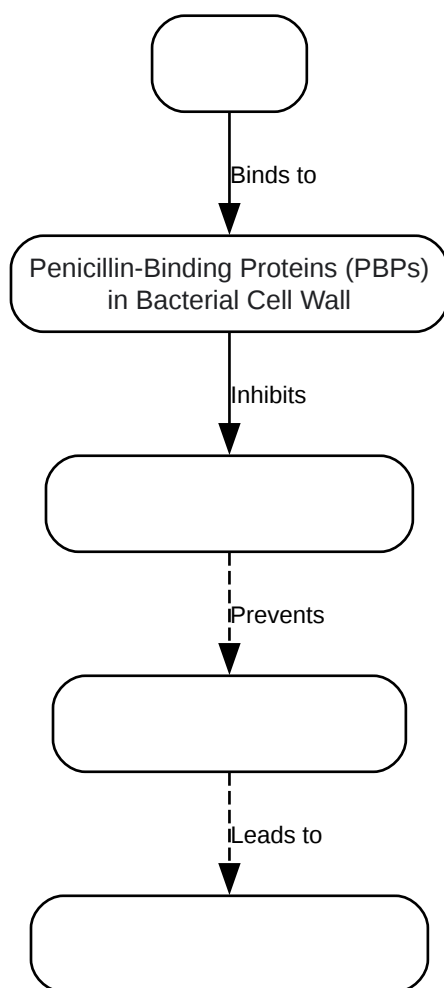 Binds to
Penicillin-Binding Proteins (PBPs)
in Bacterial Cell Wall
Inhibits
Prevents
Leads to